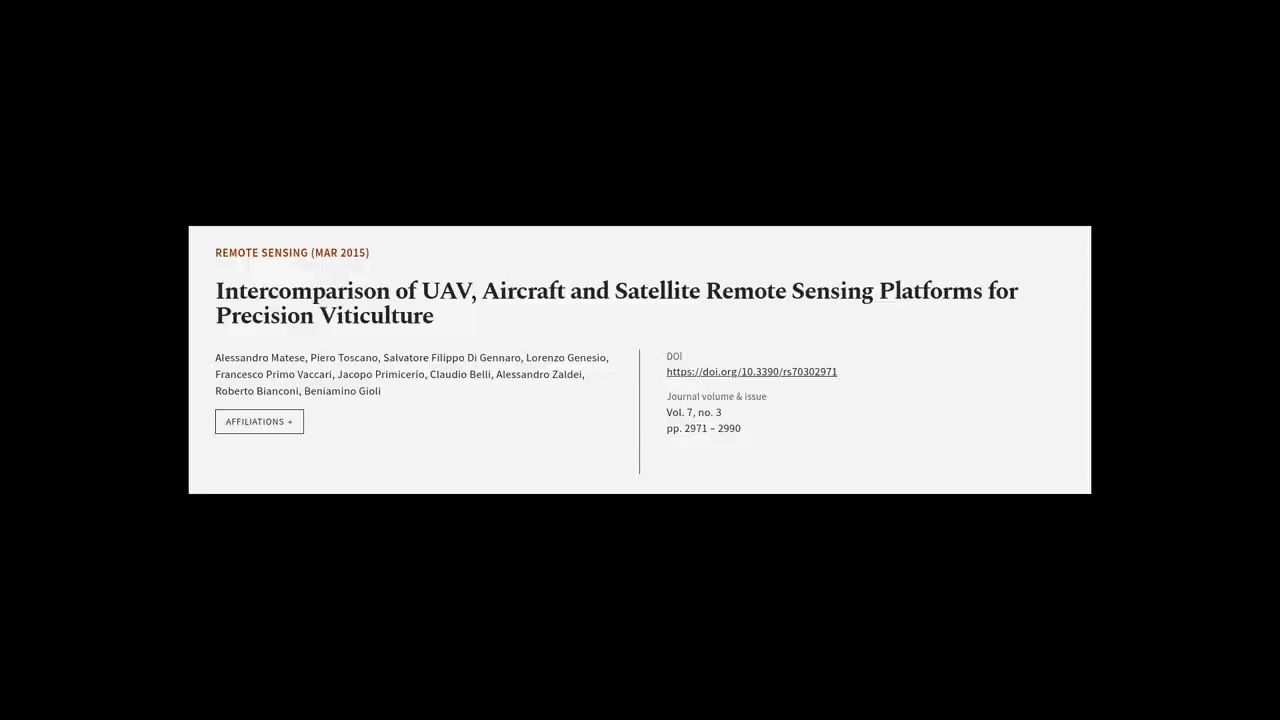 REMOTE SENSING (MAR 2015)
Intercomparison of UAV, Aircraft and Satellite Remote Sensing Platforms for
Precision Viticulture
Alessandro Matese, Piero Toscano, Salvatore Filippo Di Gennaro, Lorenzo Genesio,
Francesco Primo Vaccari, Jacopo Primicerio, Claudio Belli, Alessandro Zaldei,
Roberto Bianconi, Beniamino Gioli
AFFILIATIONS +
DOI
https://doi.org/10.3390/rs70302971
Journal volume & issue
Vol. 7, no. 3
pp. 2971 – 2990